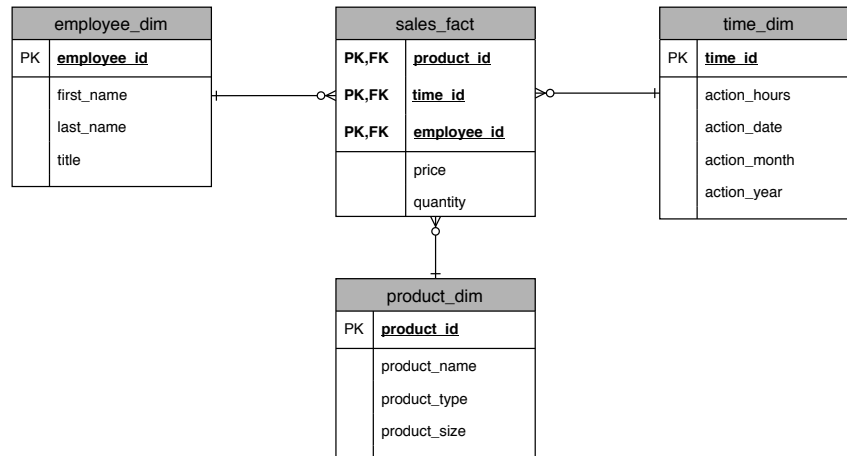 employee_dim
PK employee_id
first_name
last_name
title
sales_fact
PK,FK product_id
PK,FK time_id
PK,FK employee_id
price
quantity
time_dim
PK time_id
action_hours
action_date
action_month
action_year
product_dim
PK product_id
product_name
product_type
product_size